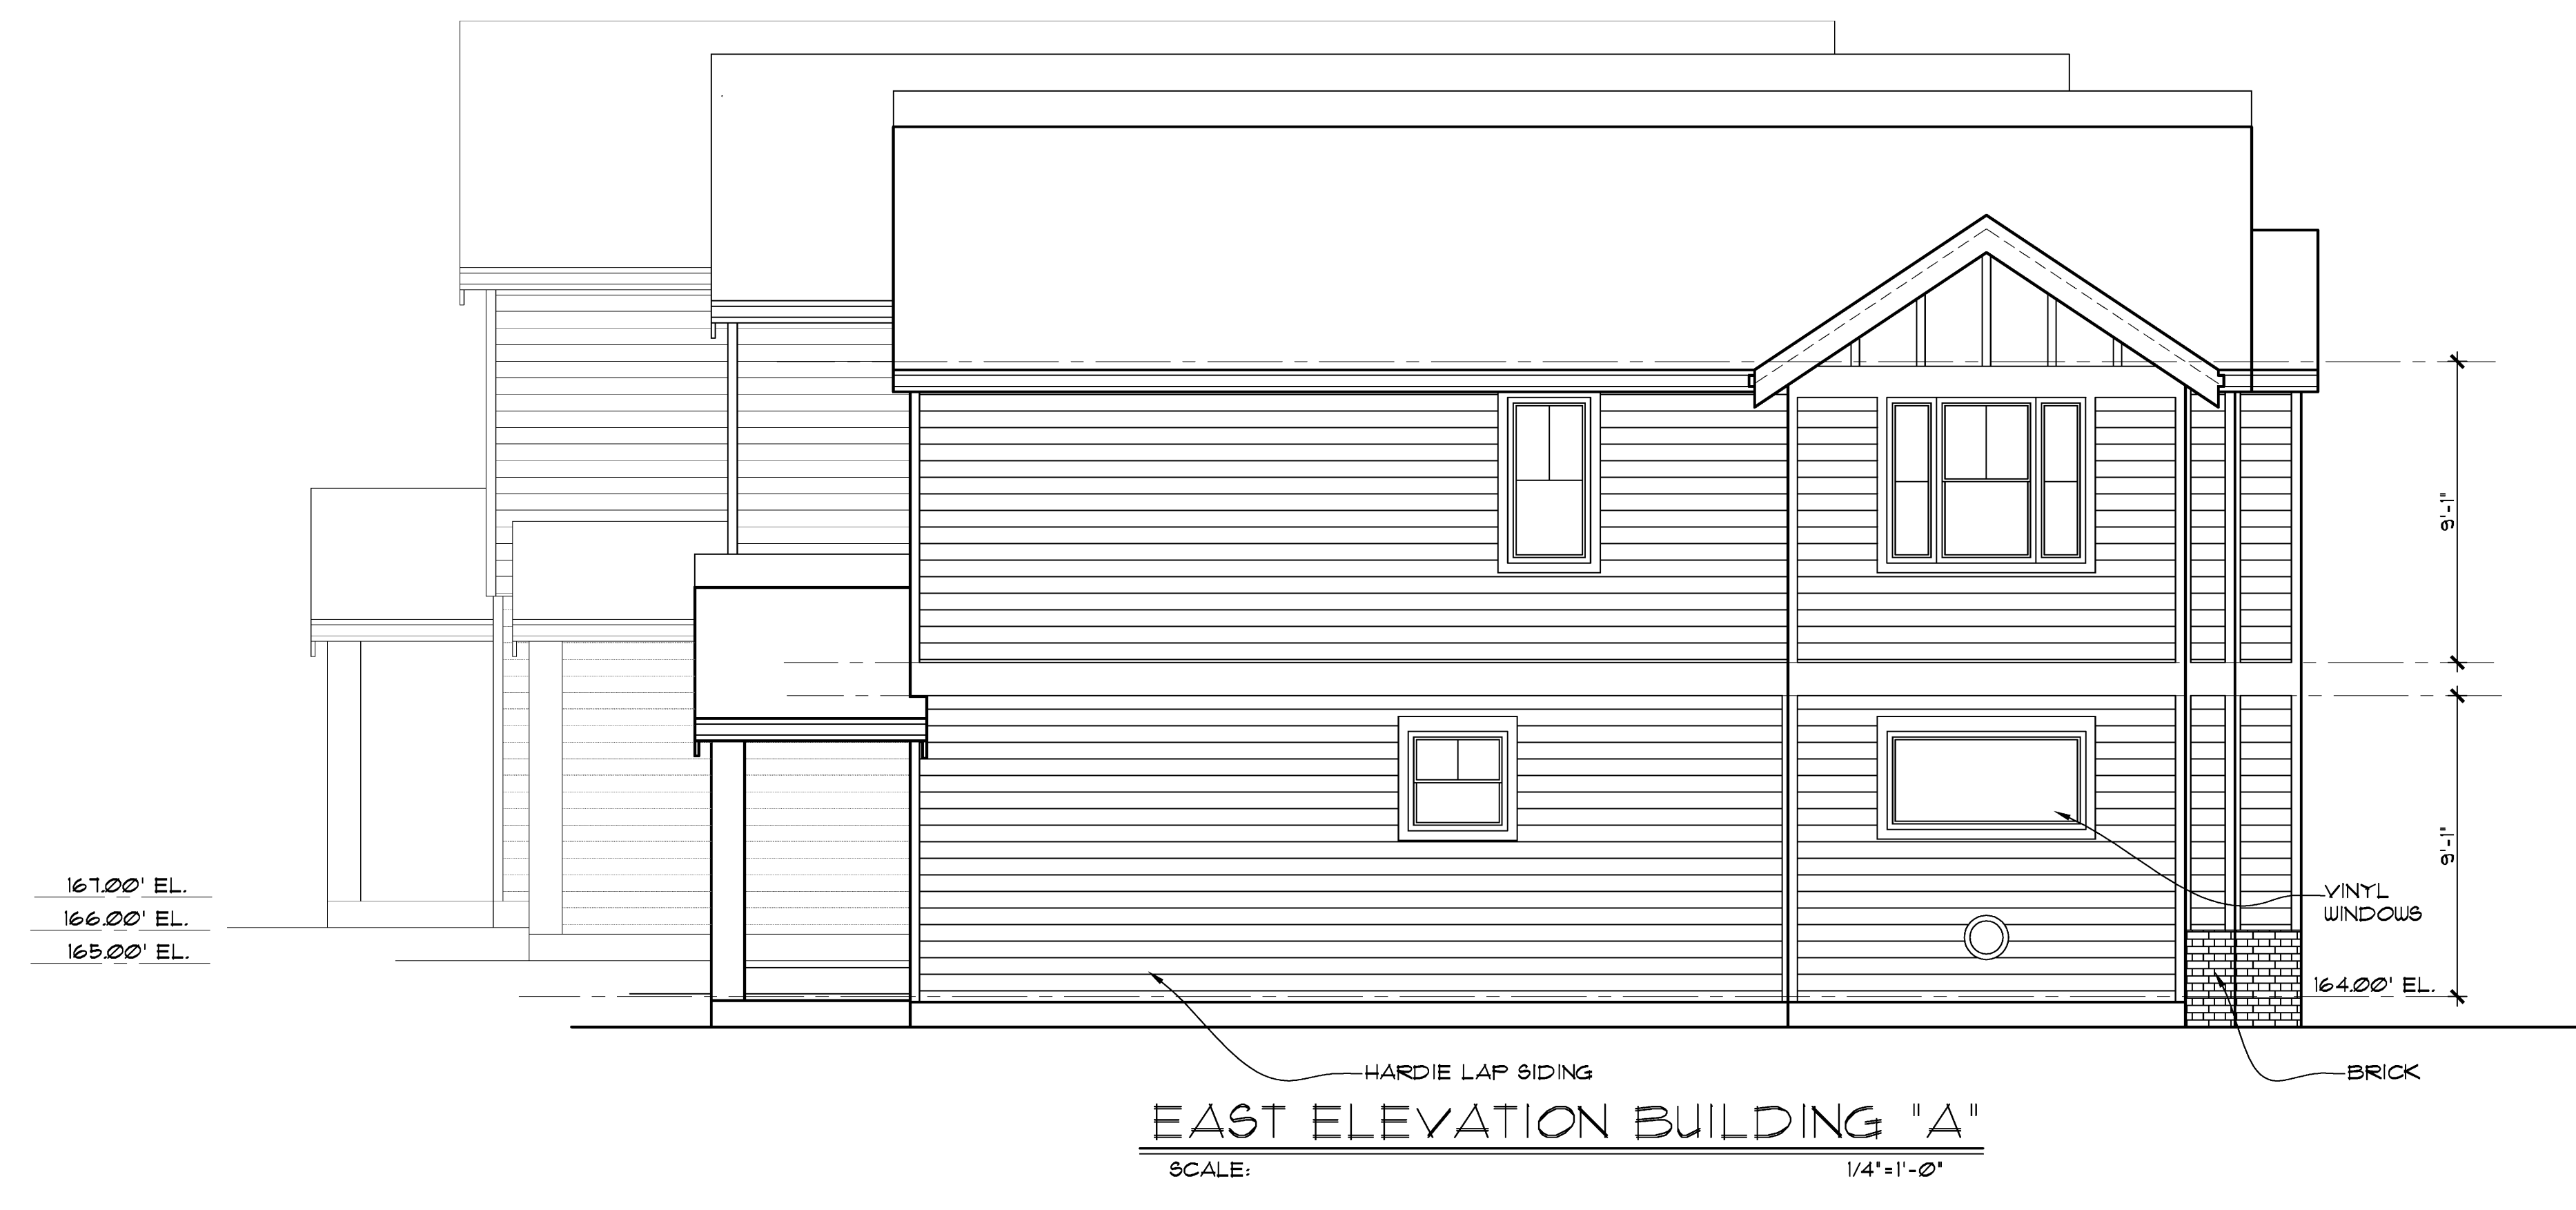 9'-1"
9'-1"
167.00' EL.
166.00' EL.
165.00' EL.
VINYL
WINDOWS
164.00' EL.
HARDIE LAP SIDING
BRICK
EAST ELEVATION BUILDING "A"
SCALE: 1/4"=1'-0"